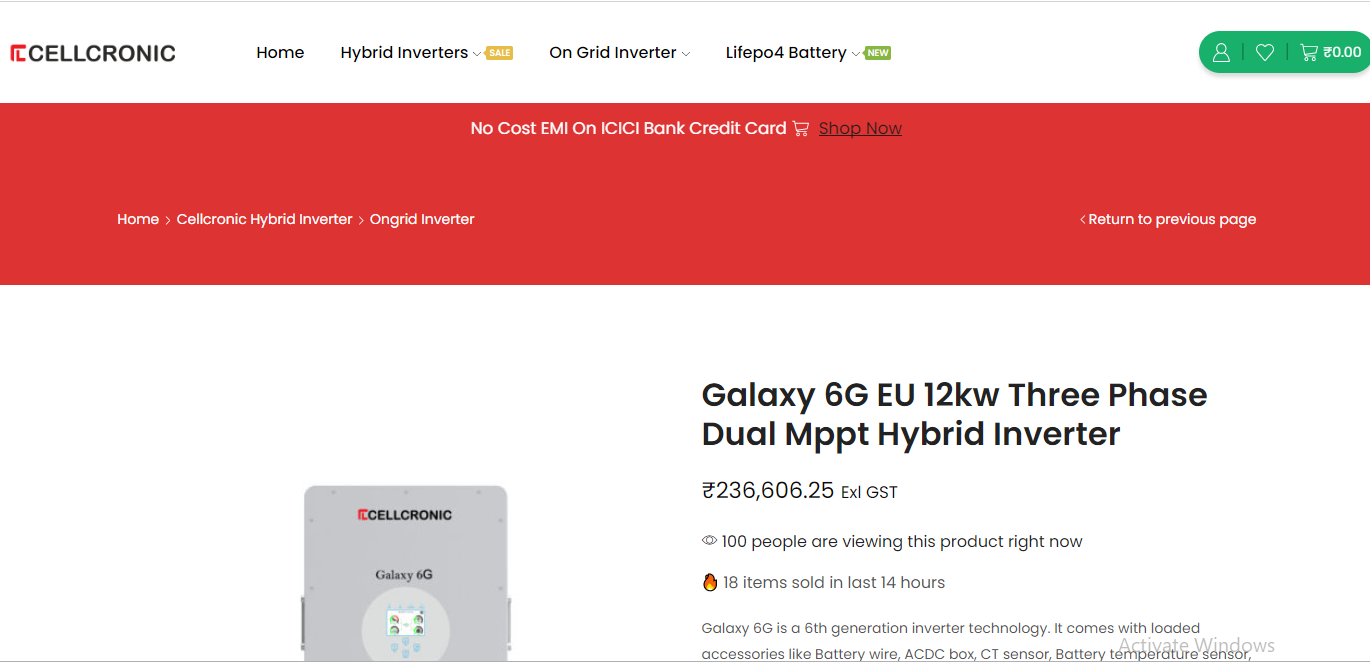 CELLCRONIC
Home
Hybrid Inverters
SALE
On Grid Inverter
Lifepo4 Battery
NEW
₹0.00
No Cost EMI On ICICI Bank Credit Card Shop Now
Home > Cellcronic Hybrid Inverter > Ongrid Inverter
< Return to previous page
CELLCRONIC
Galaxy 6G
Galaxy 6G EU 12kw Three Phase
Dual Mppt Hybrid Inverter
₹236,606.25 Exl GST
100 people are viewing this product right now
18 items sold in last 14 hours
Galaxy 6G is a 6th generation inverter technology. It comes with loaded
accessories like Battery wire, ACDC box, CT sensor, Battery temperature sensor,
Activate Windows